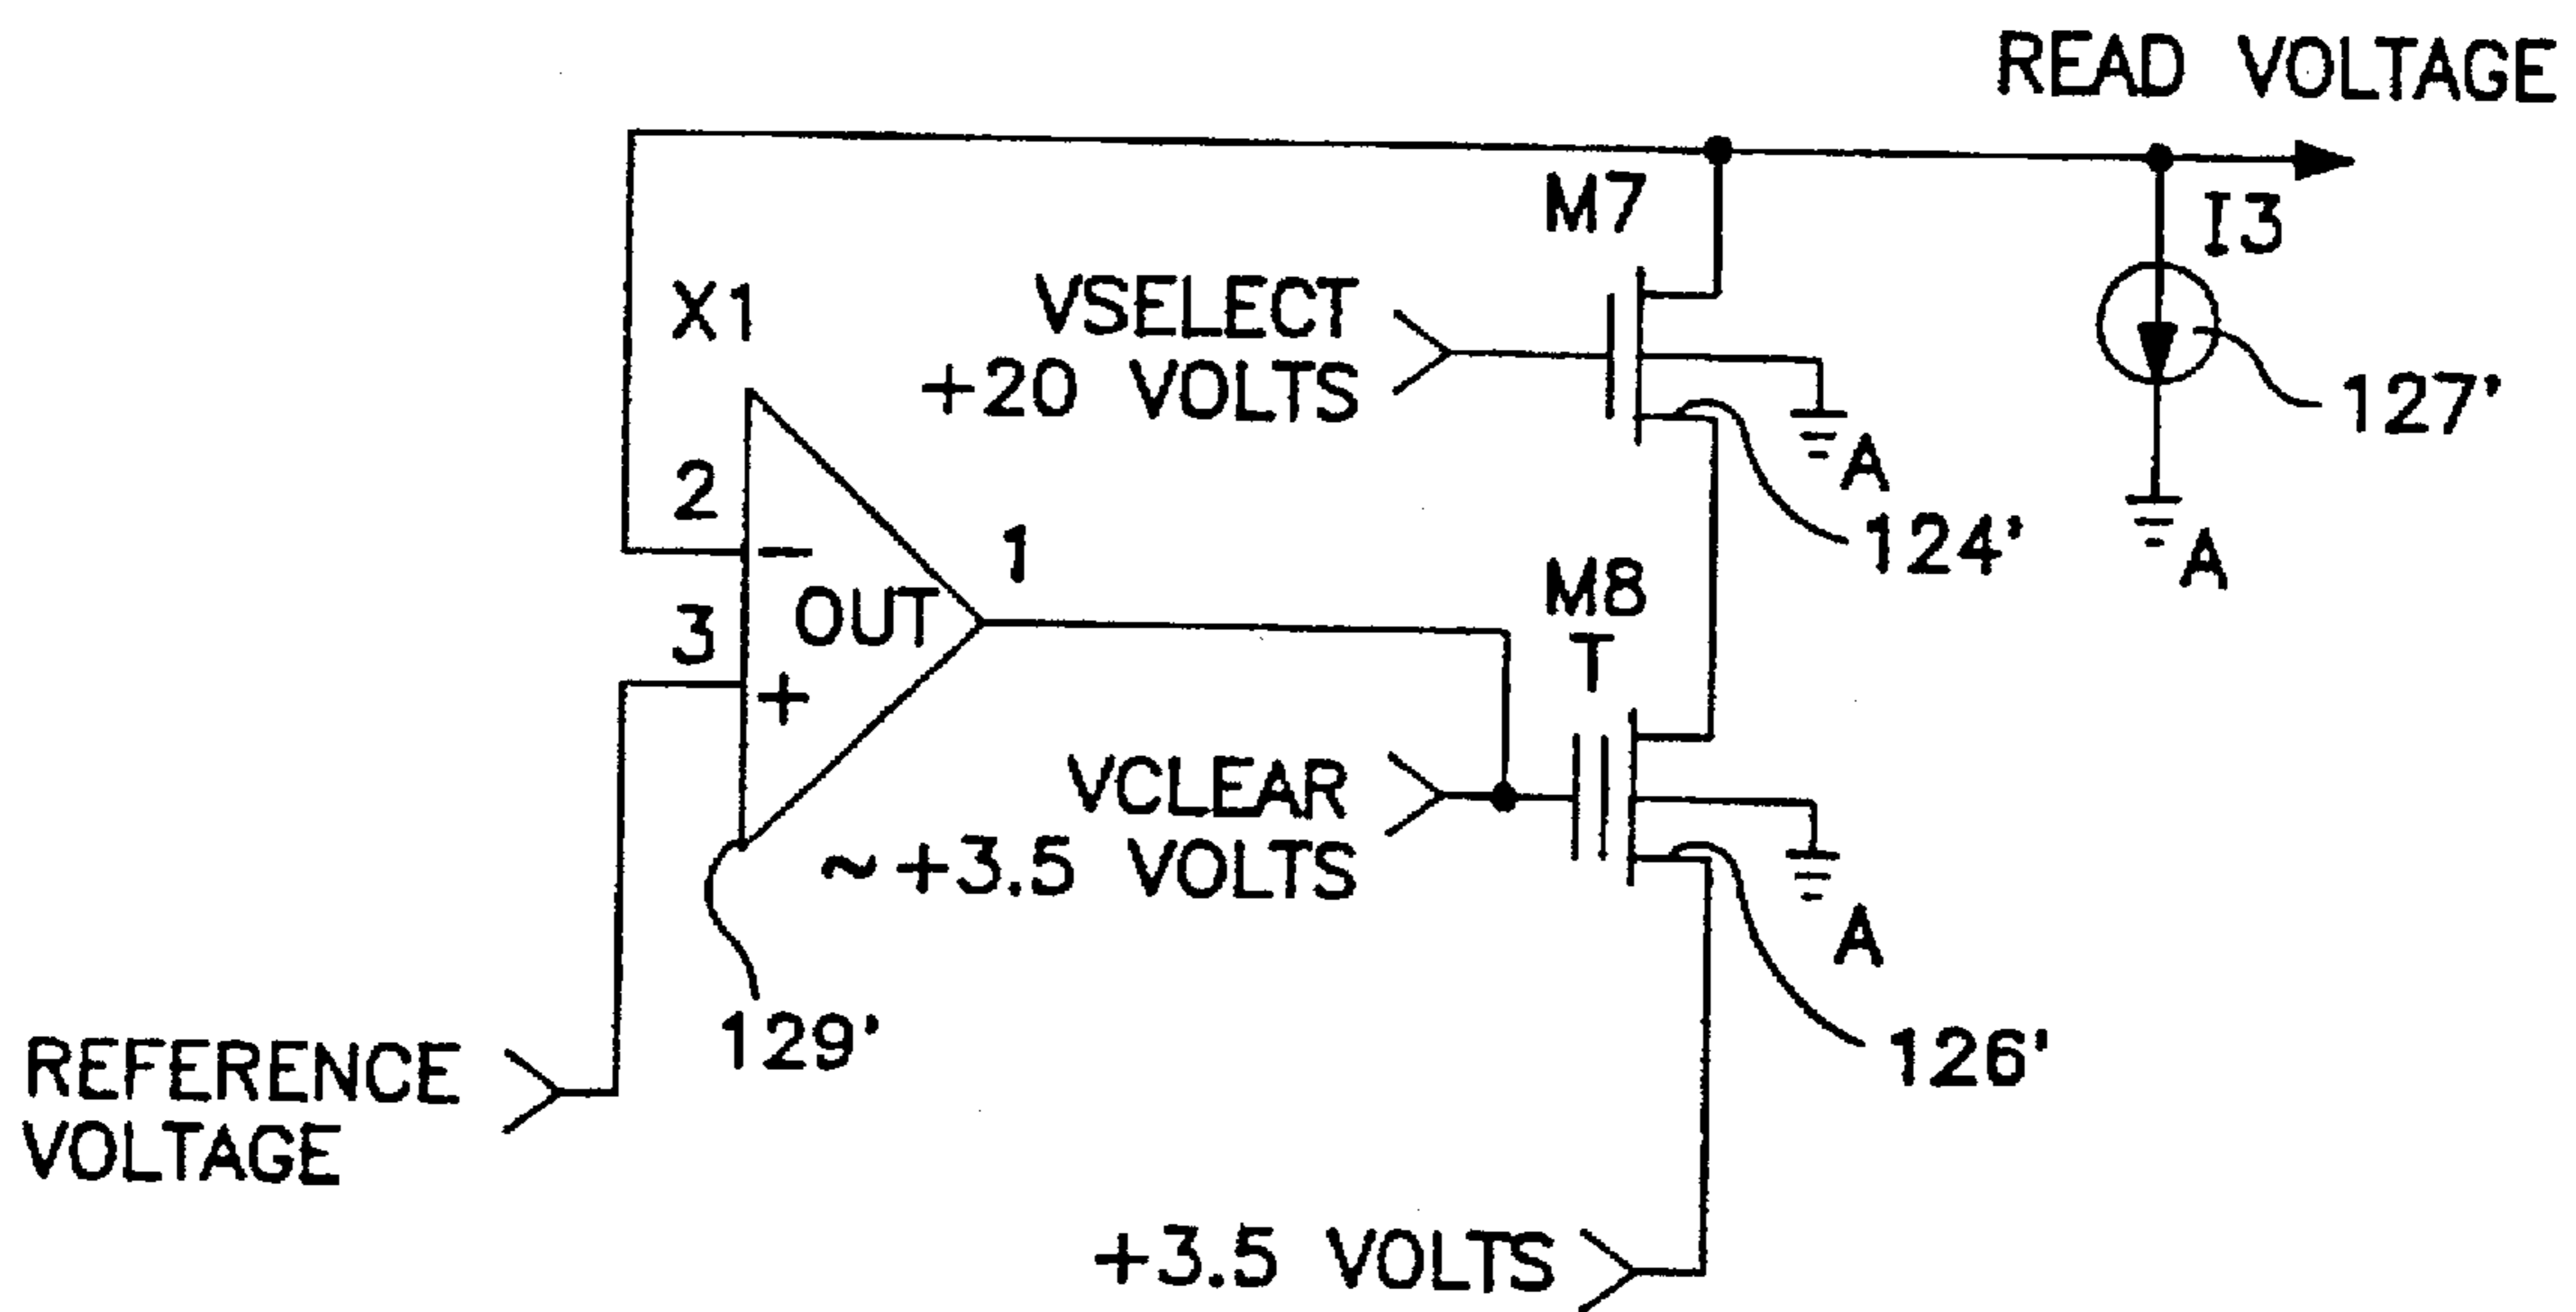 READ VOLTAGE
M7
I3
X1
VSELECT
+20 VOLTS
127'
A
2
124'
1
A
M8
T
OUT
3
VCLEAR
~+3.5 VOLTS
A
129'
126'
REFERENCE
VOLTAGE
+3.5 VOLTS